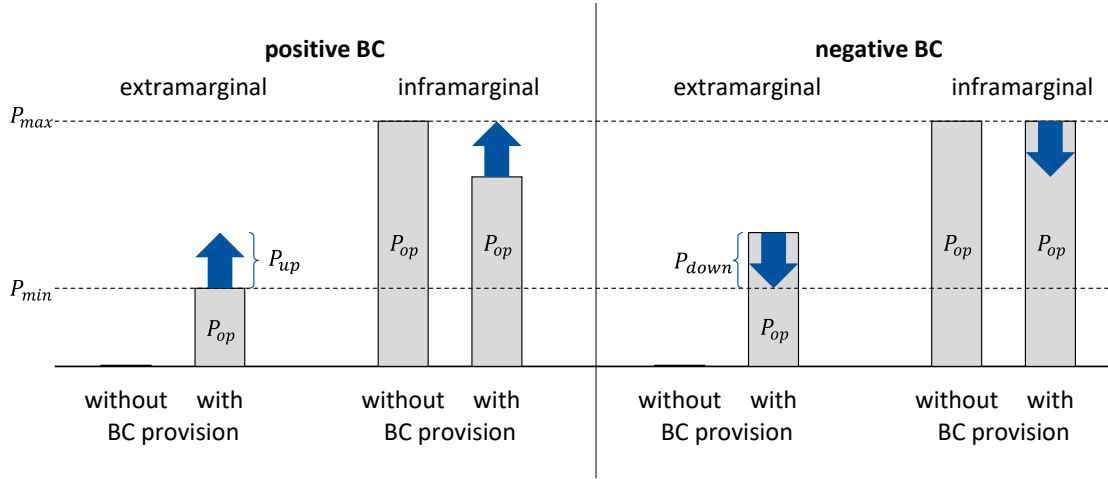 positive BC
negative BC
extramarginal
inframarginal
extramarginal
inframarginal
P_max
P_op
P_op
P_up
P_min
P_op
P_op
P_op
P_down
P_op
without with
BC provision
without with
BC provision
without with
BC provision
without with
BC provision